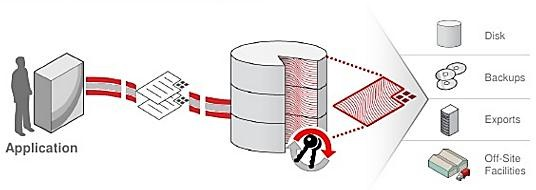 Application
Disk
Backups
Exports
Off-Site
Facilities